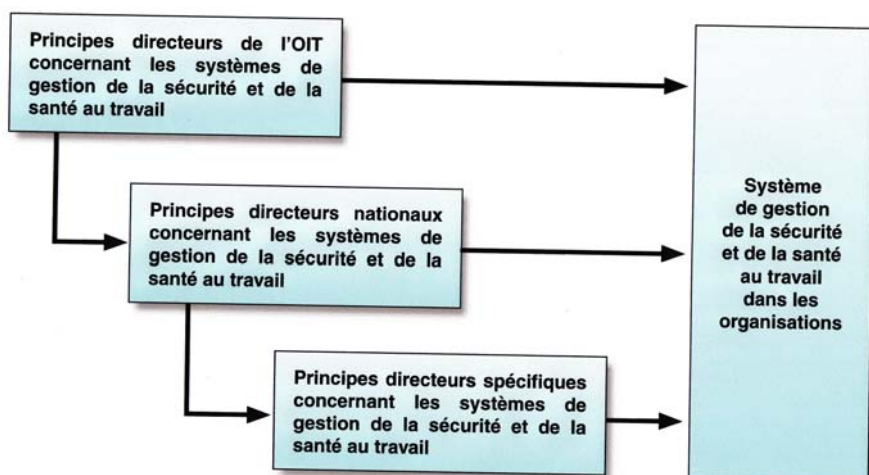 Principes directeurs de l'OIT
concernant les systèmes de
gestion de la sécurité et de la
santé au travail
Principes directeurs nationaux
concernant les systèmes de
gestion de la sécurité et de la
santé au travail
Principes directeurs spécifiques
concernant les systèmes de
gestion de la sécurité et de la
santé au travail
Système
de gestion
de la sécurité
et de la santé
au travail
dans les
organisations